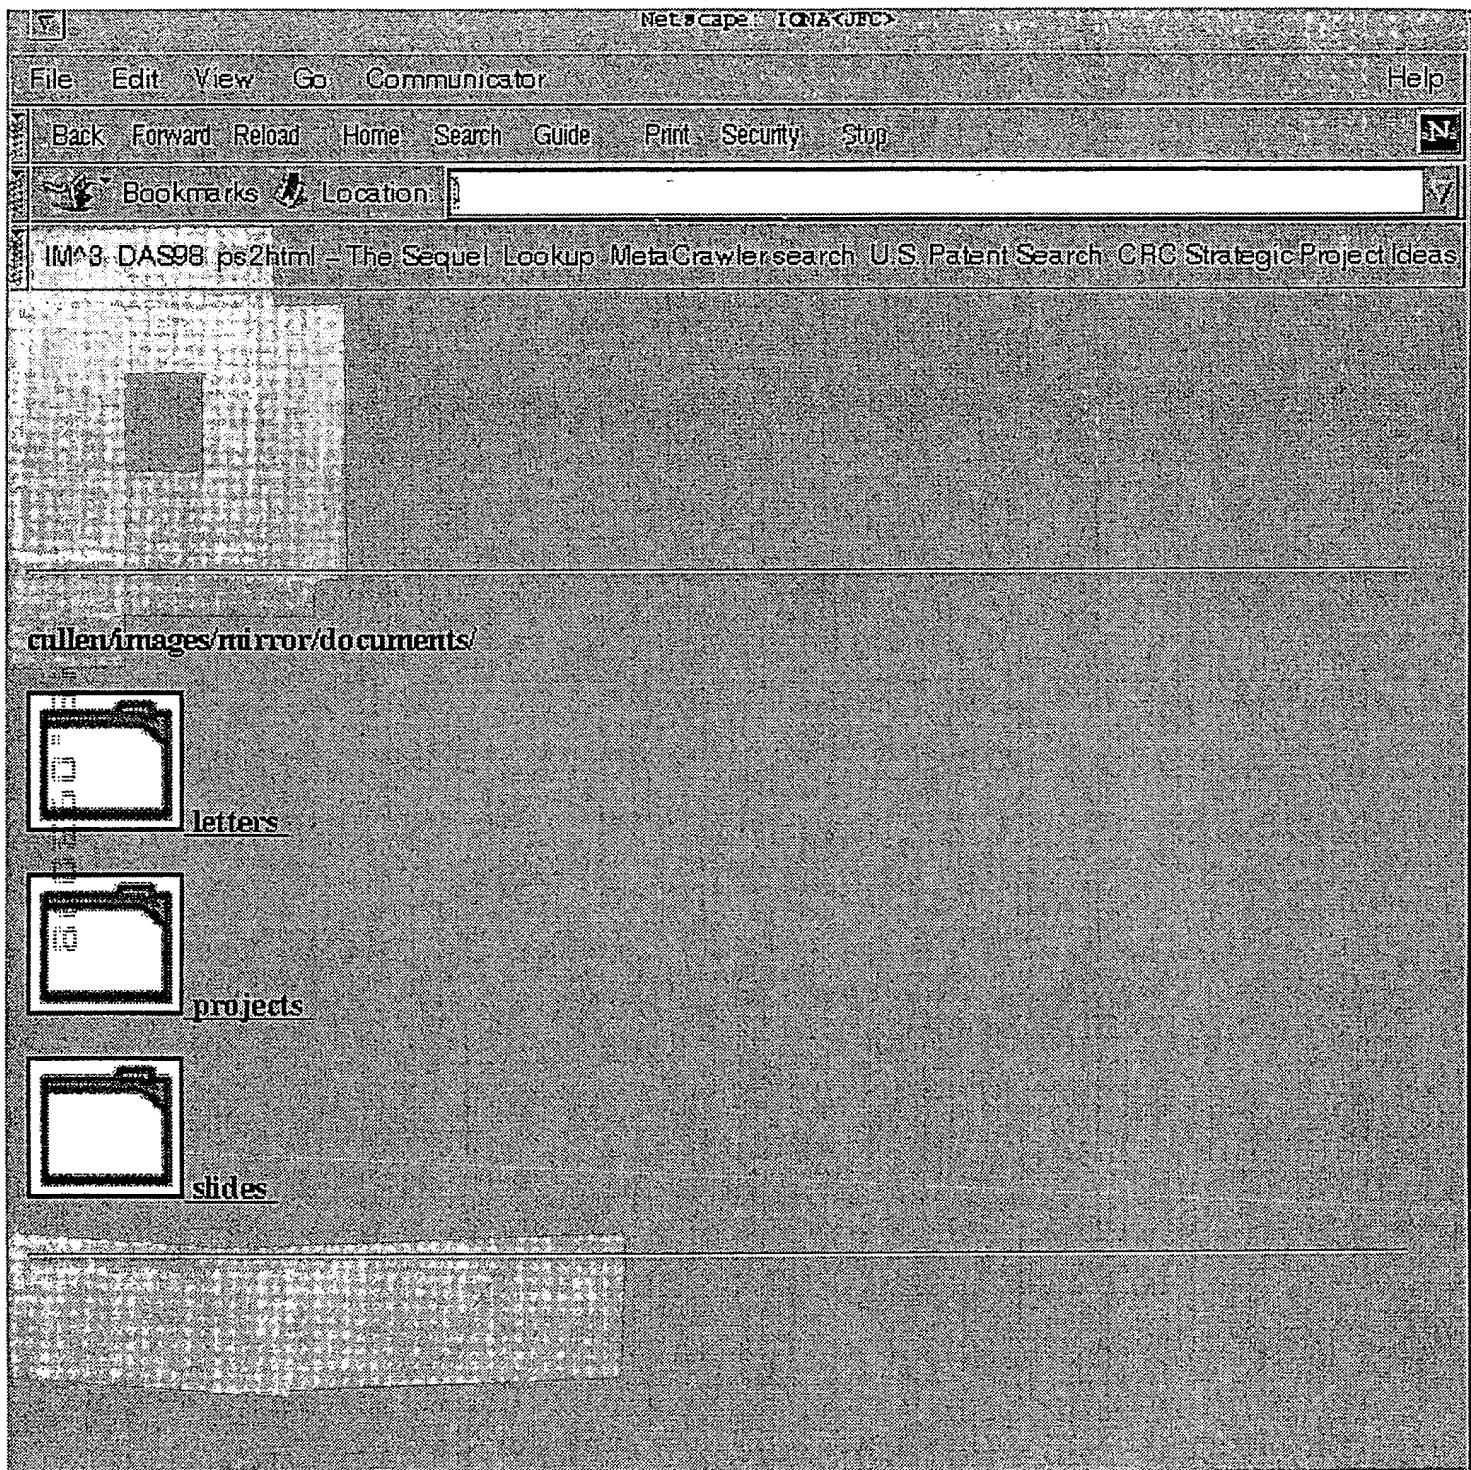 Netscape: IONA<JFC>
File Edit View Go Communicator Help
Back Forward Reload Home Search Guide Print Security Stop N
Bookmarks Location:
IM^3 DAS98 ps2html – The Sequel Lookup MetaCrawler search U.S. Patent Search CRC Strategic Project Ideas
cullen/images/mirror/documents/
letters
projects
slides